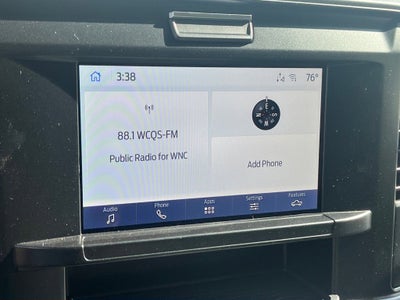 3:38
76°
88.1 WCQS-FM
Public Radio for WNC
Add Phone
Audio
Phone
Apps
Settings
Features